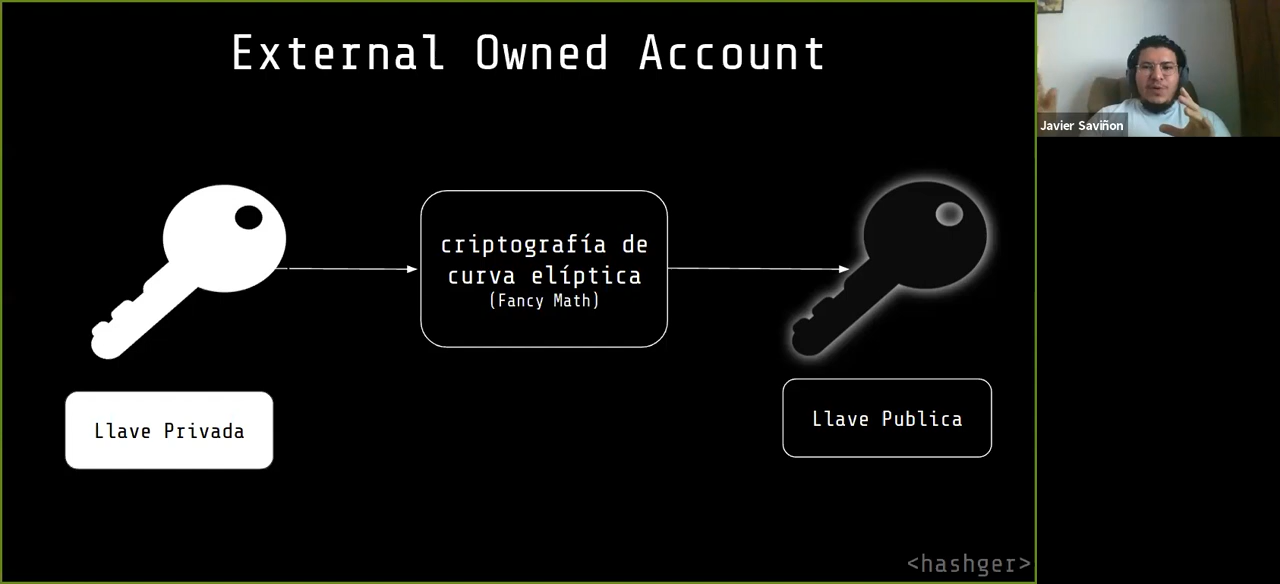 External Owned Account
criptografía de
curva elíptica
(Fancy Math)
Llave Privada
Llave Publica
<hashger>
Javier Saviñon